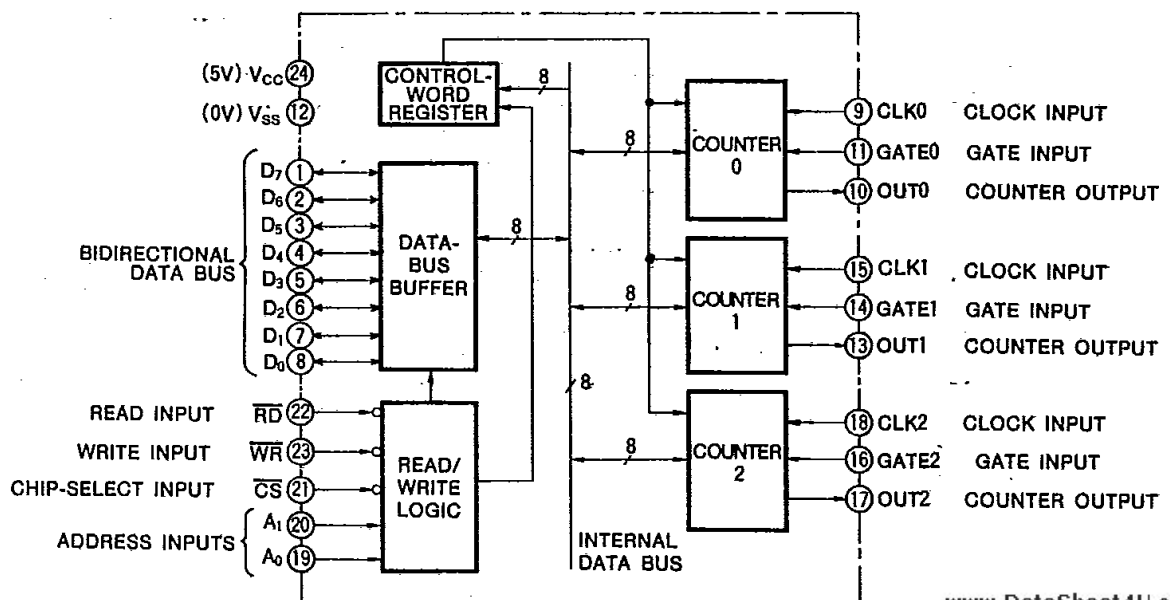 (5V) VCC 24
(0V) VSS 12
BIDIRECTIONAL
DATA BUS
D7 1
D6 2
D5 3
D4 4
D3 5
D2 6
D1 7
D0 8
READ INPUT R̅D̅ 22
WRITE INPUT W̅R̅ 23
CHIP-SELECT INPUT C̅S̅ 21
ADDRESS INPUTS
A1 20
A0 19
CONTROL-
WORD
REGISTER
DATA-
BUS
BUFFER
READ/
WRITE
LOGIC
8
8
8
8
8
8
INTERNAL
DATA BUS
COUNTER
0
COUNTER
1
COUNTER
2
9 CLK0 CLOCK INPUT
11 GATE0 GATE INPUT
10 OUT0 COUNTER OUTPUT
15 CLK1 CLOCK INPUT
14 GATE1 GATE INPUT
13 OUT1 COUNTER OUTPUT
18 CLK2 CLOCK INPUT
16 GATE2 GATE INPUT
17 OUT2 COUNTER OUTPUT